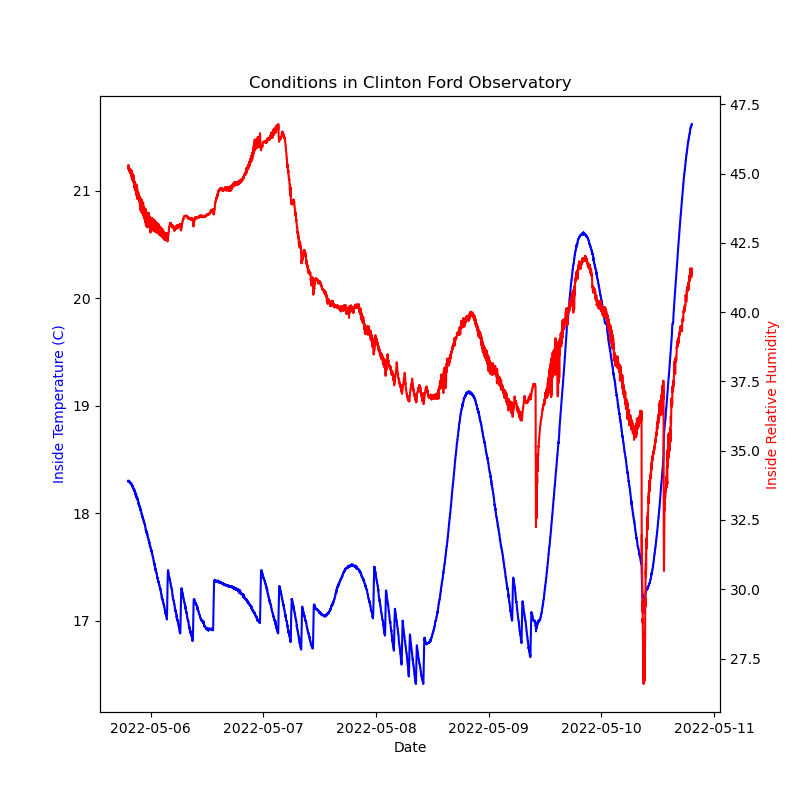 Conditions in Clinton Ford Observatory
Inside Temperature (C)
21
20
19
18
17
47.5
45.0
42.5
40.0
37.5
35.0
32.5
30.0
27.5
Inside Relative Humidity
2022-05-06 2022-05-07 2022-05-08 2022-05-09 2022-05-10 2022-05-11
Date